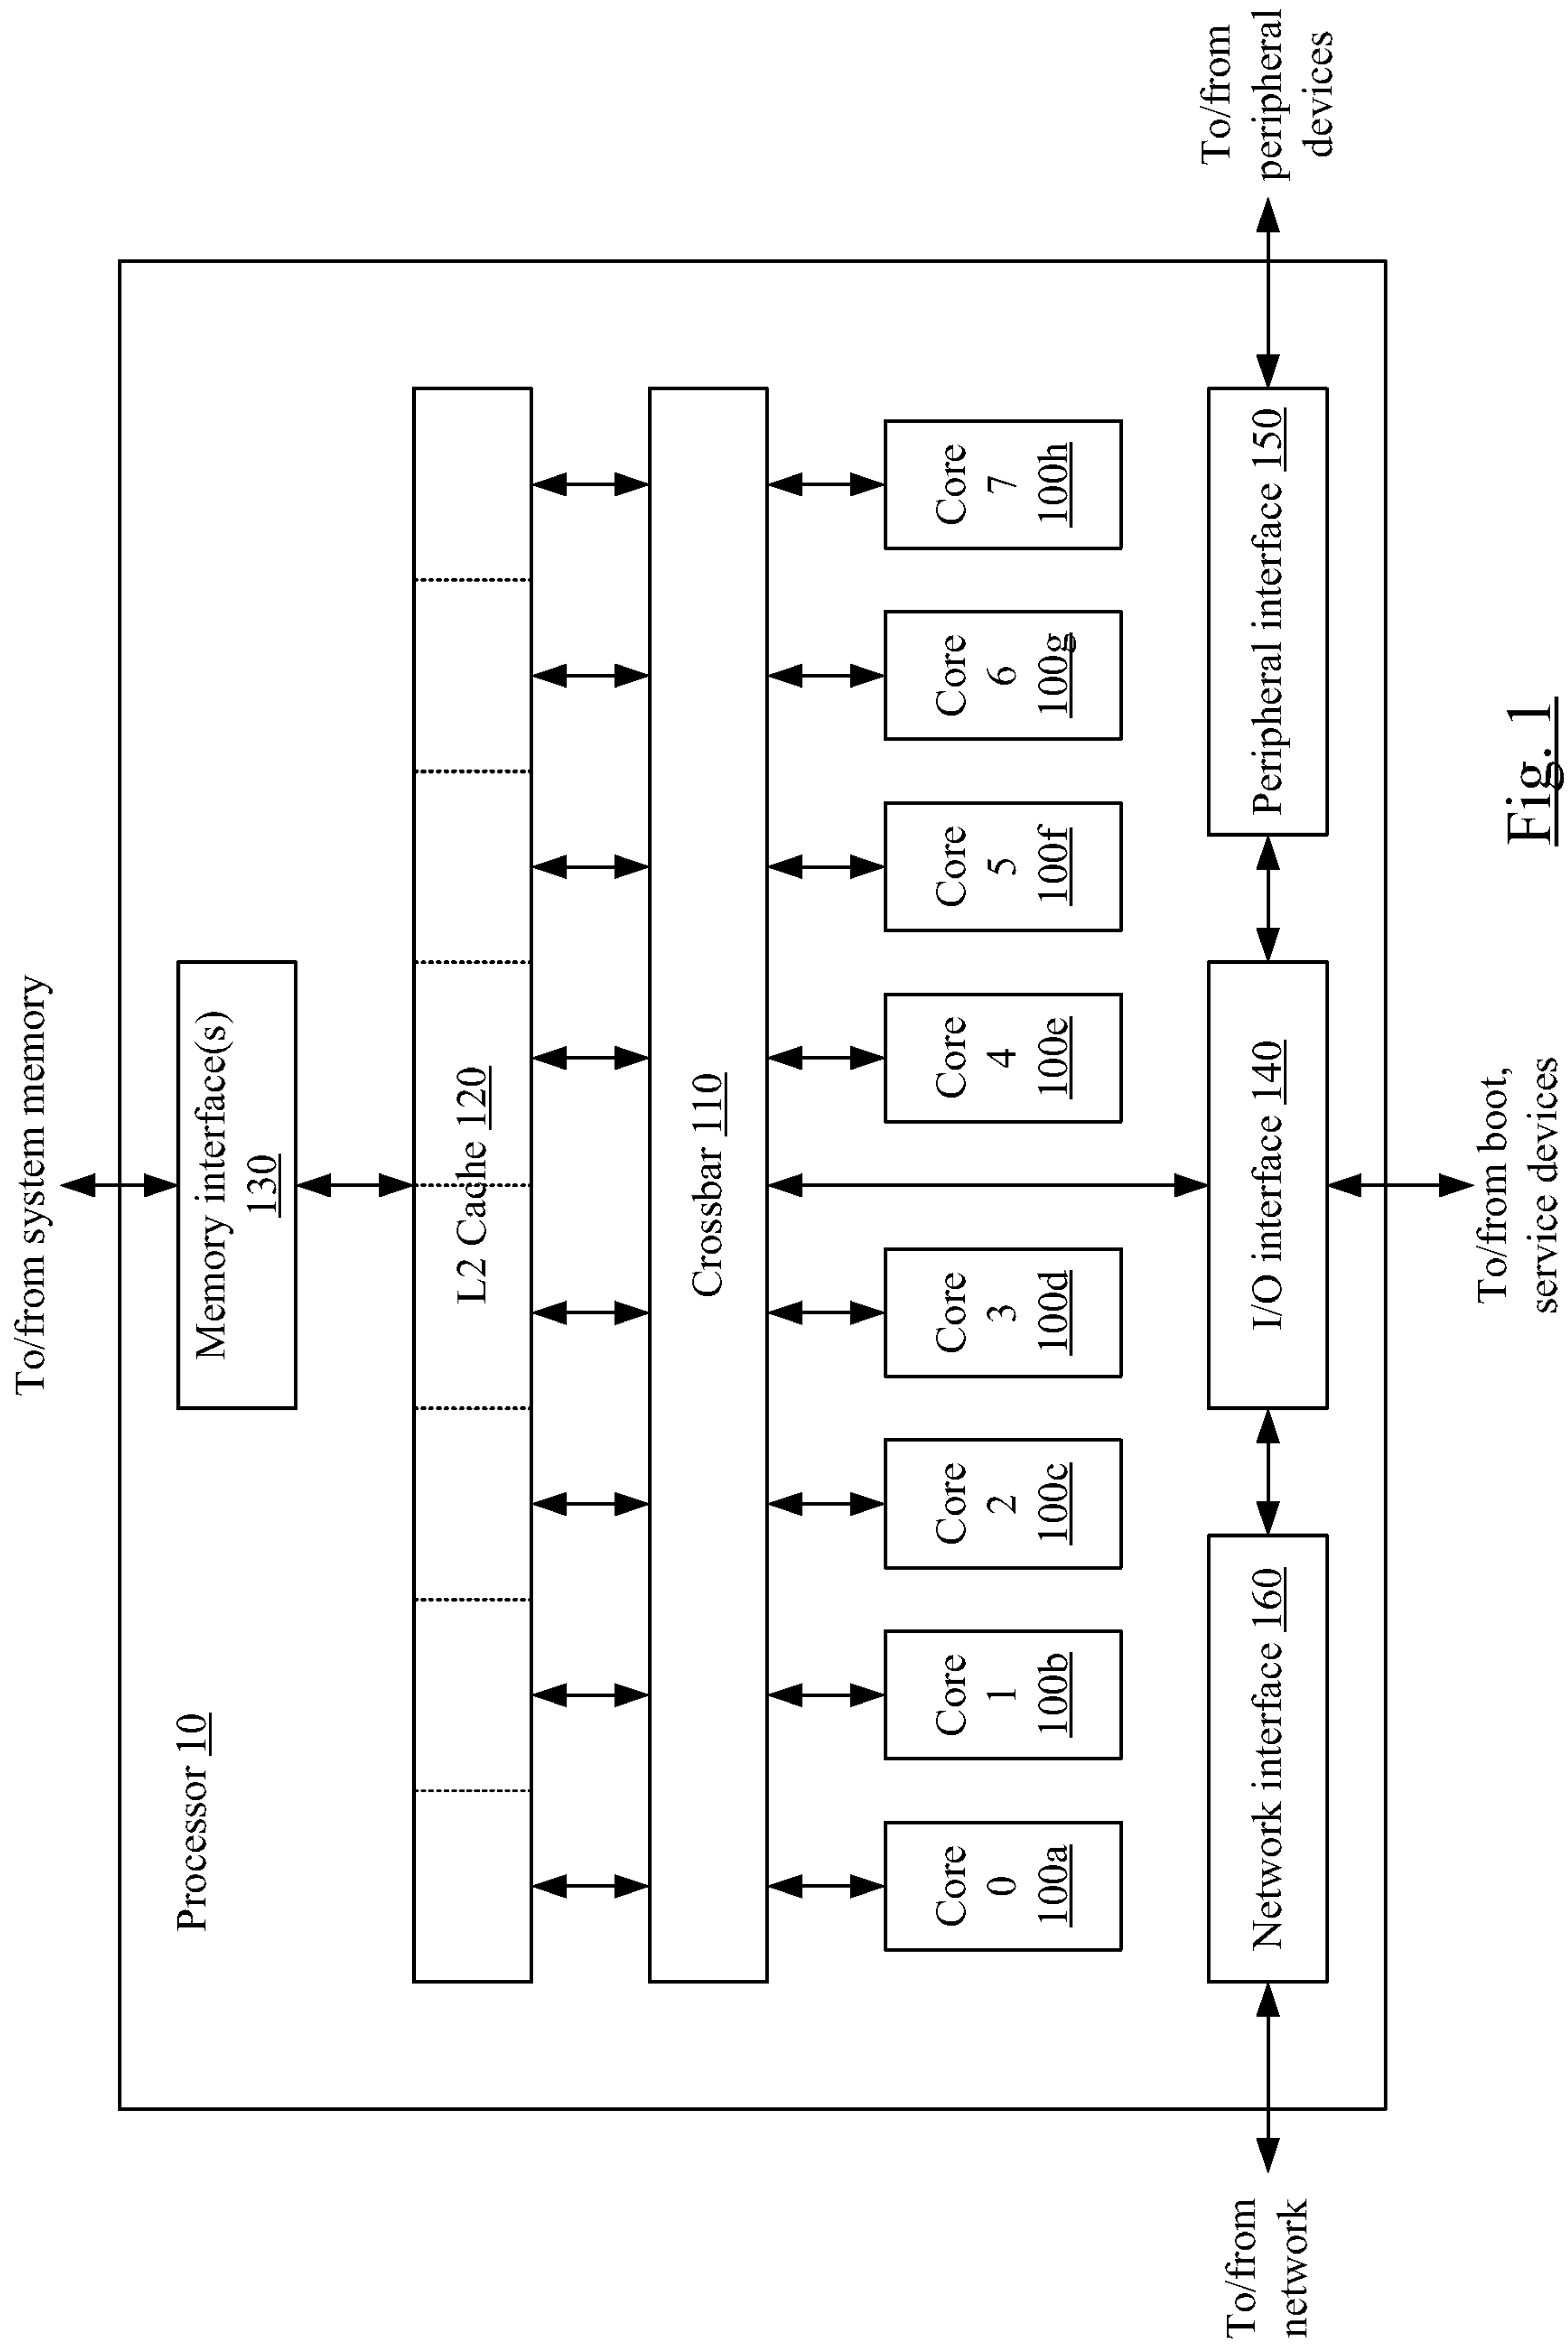 To/from system memory
Processor 10
Memory interface(s)
130
L2 Cache 120
Crossbar 110
Core
0
100a
Core
1
100b
Core
2
100c
Core
3
100d
Core
4
100e
Core
5
100f
Core
6
100g
Core
7
100h
To/from
network
Network interface 160
I/O interface 140
Peripheral interface 150
To/from
peripheral
devices
To/from boot,
service devices
Fig. 1